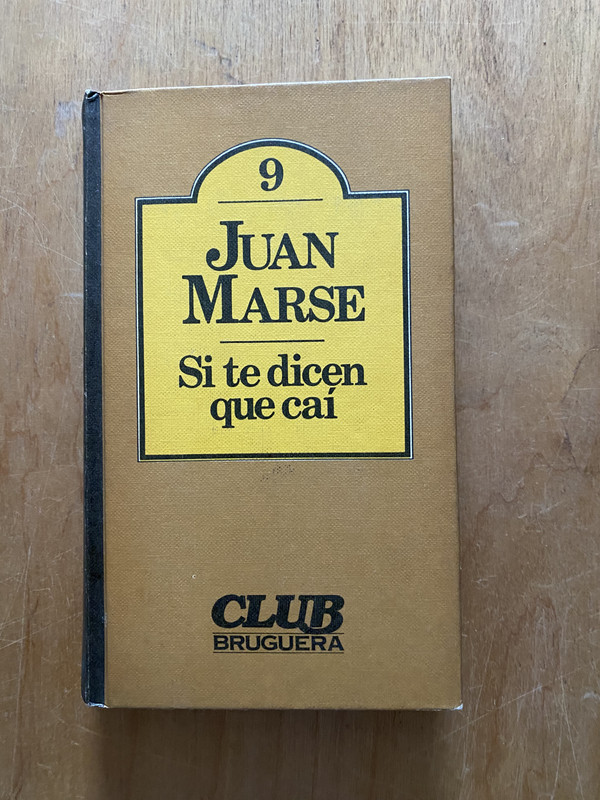 9
JUAN
MARSE
Si te dicen
que caí
CLUB
BRUGUERA